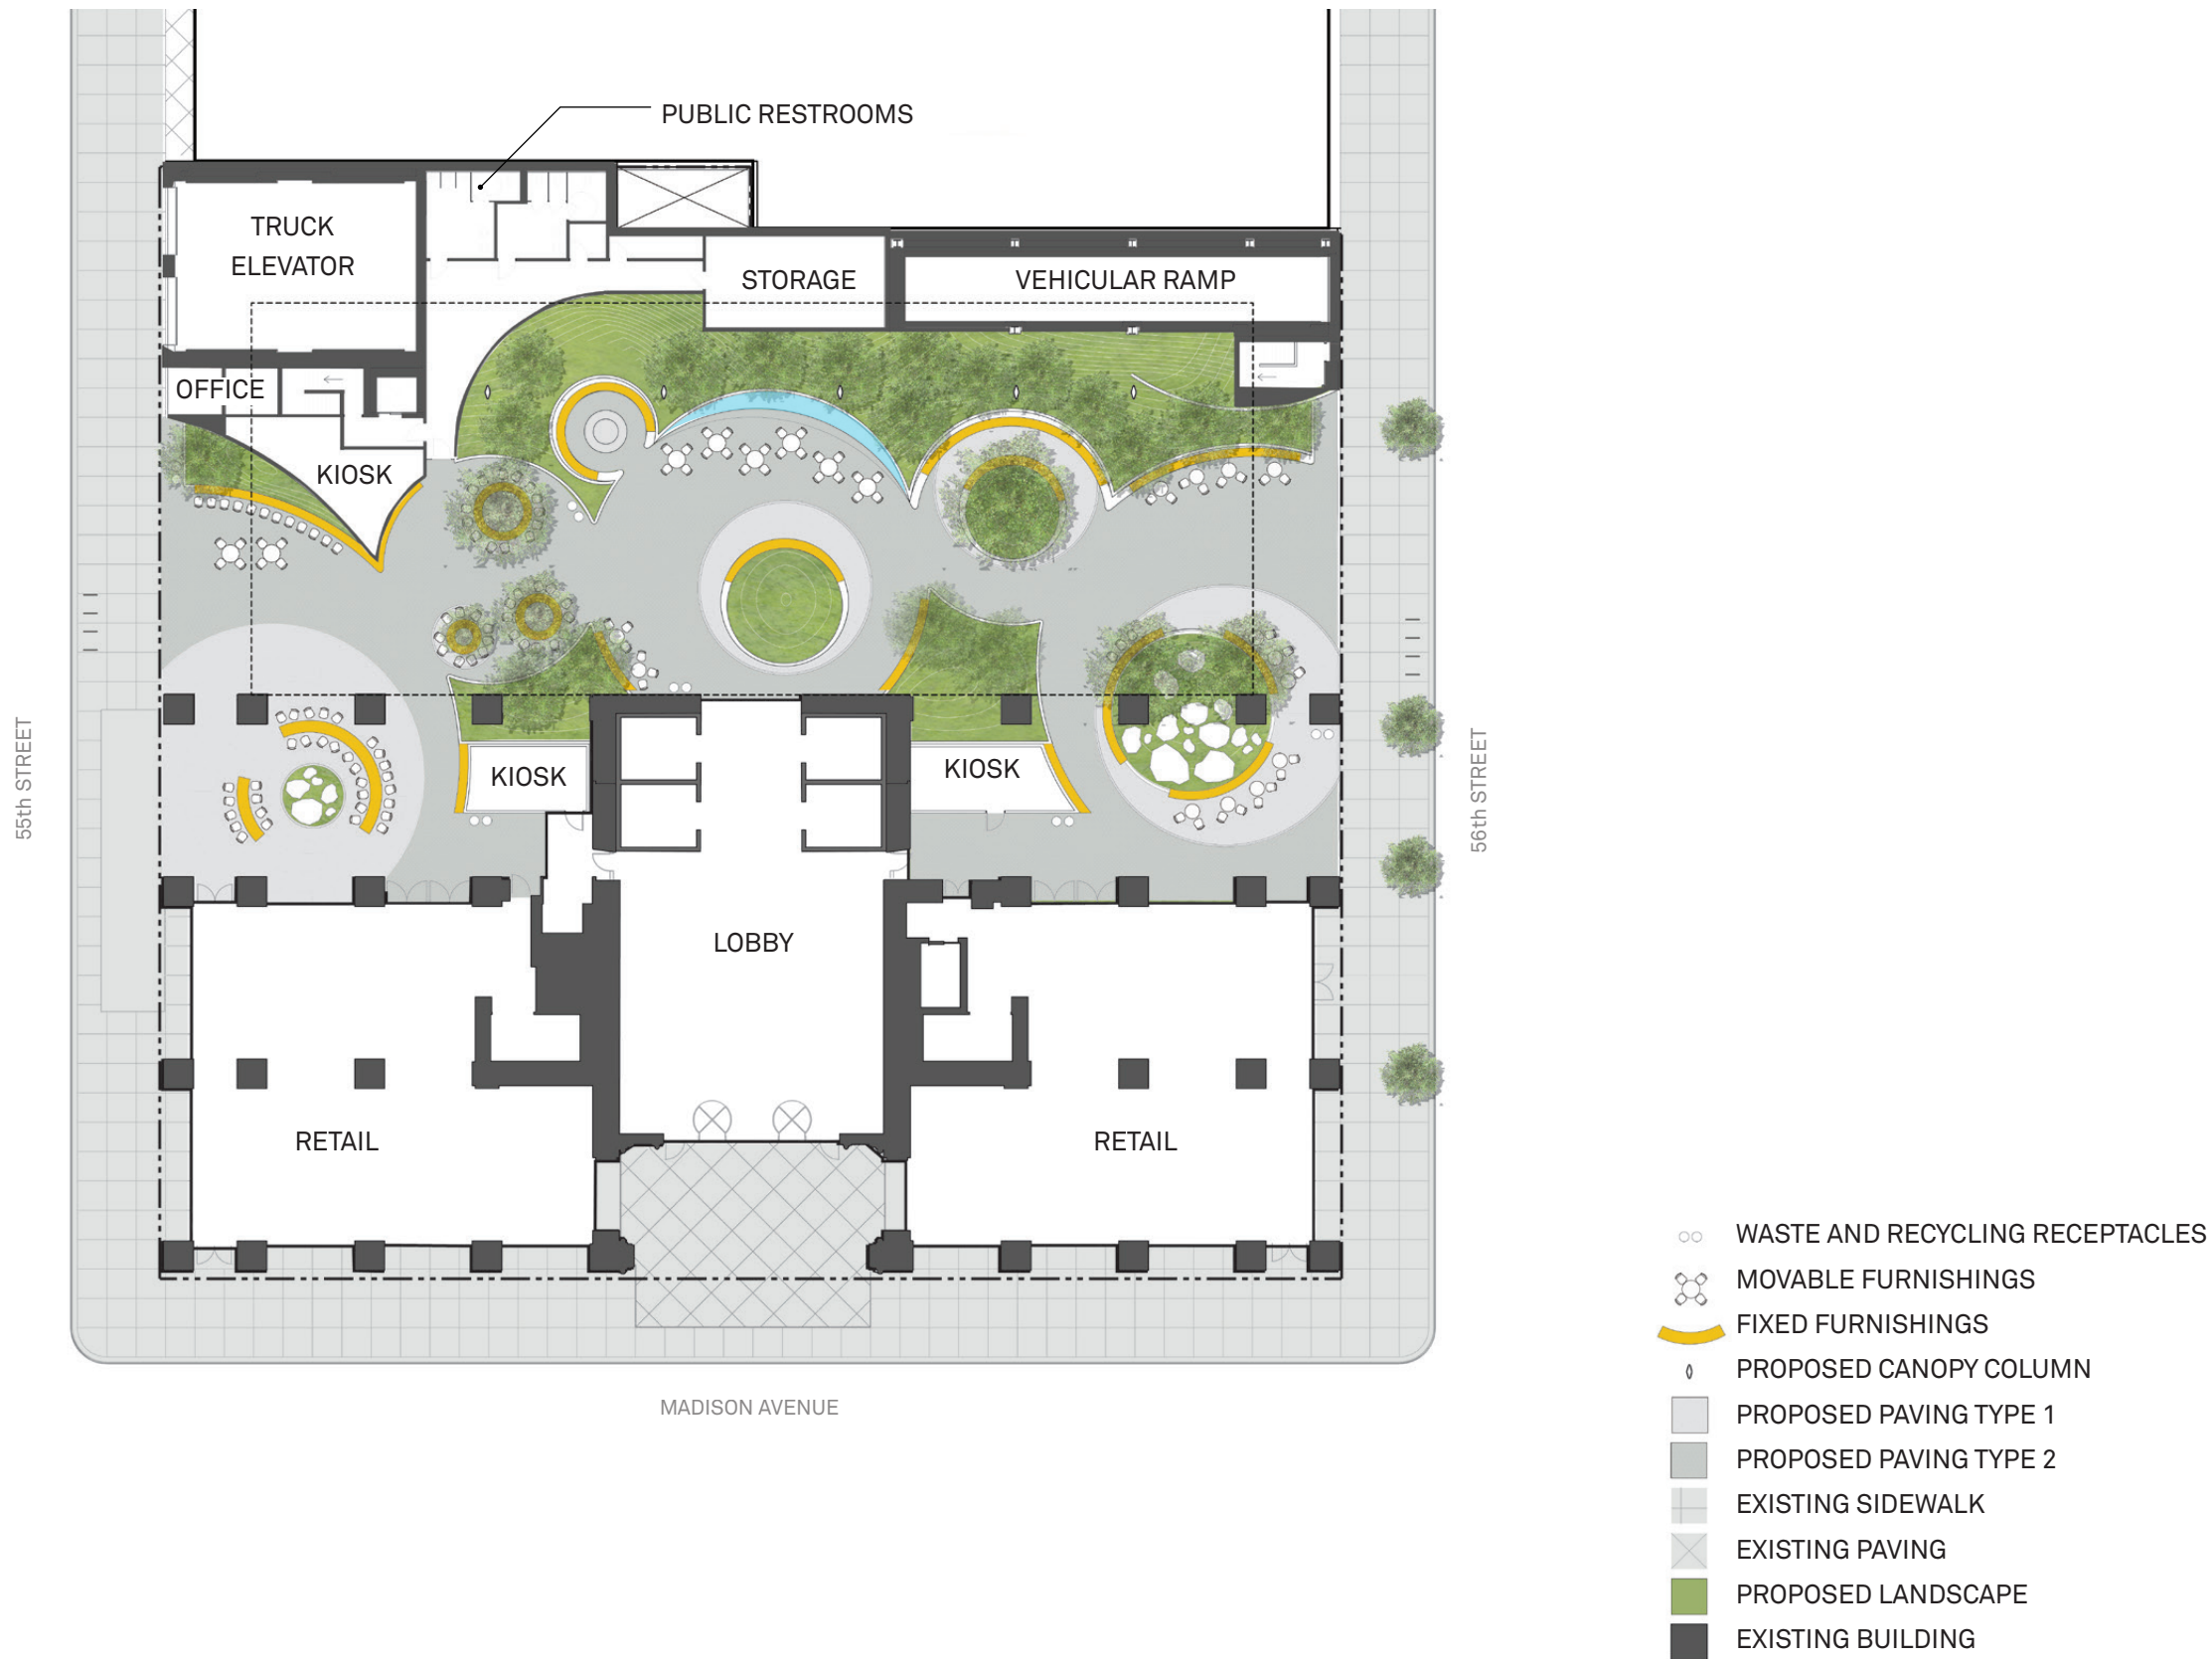 PUBLIC RESTROOMS
TRUCK
ELEVATOR
STORAGE
VEHICULAR RAMP
OFFICE
KIOSK
KIOSK
KIOSK
55th STREET
56th STREET
LOBBY
RETAIL
RETAIL
MADISON AVENUE
WASTE AND RECYCLING RECEPTACLES
MOVABLE FURNISHINGS
FIXED FURNISHINGS
PROPOSED CANOPY COLUMN
PROPOSED PAVING TYPE 1
PROPOSED PAVING TYPE 2
EXISTING SIDEWALK
EXISTING PAVING
PROPOSED LANDSCAPE
EXISTING BUILDING